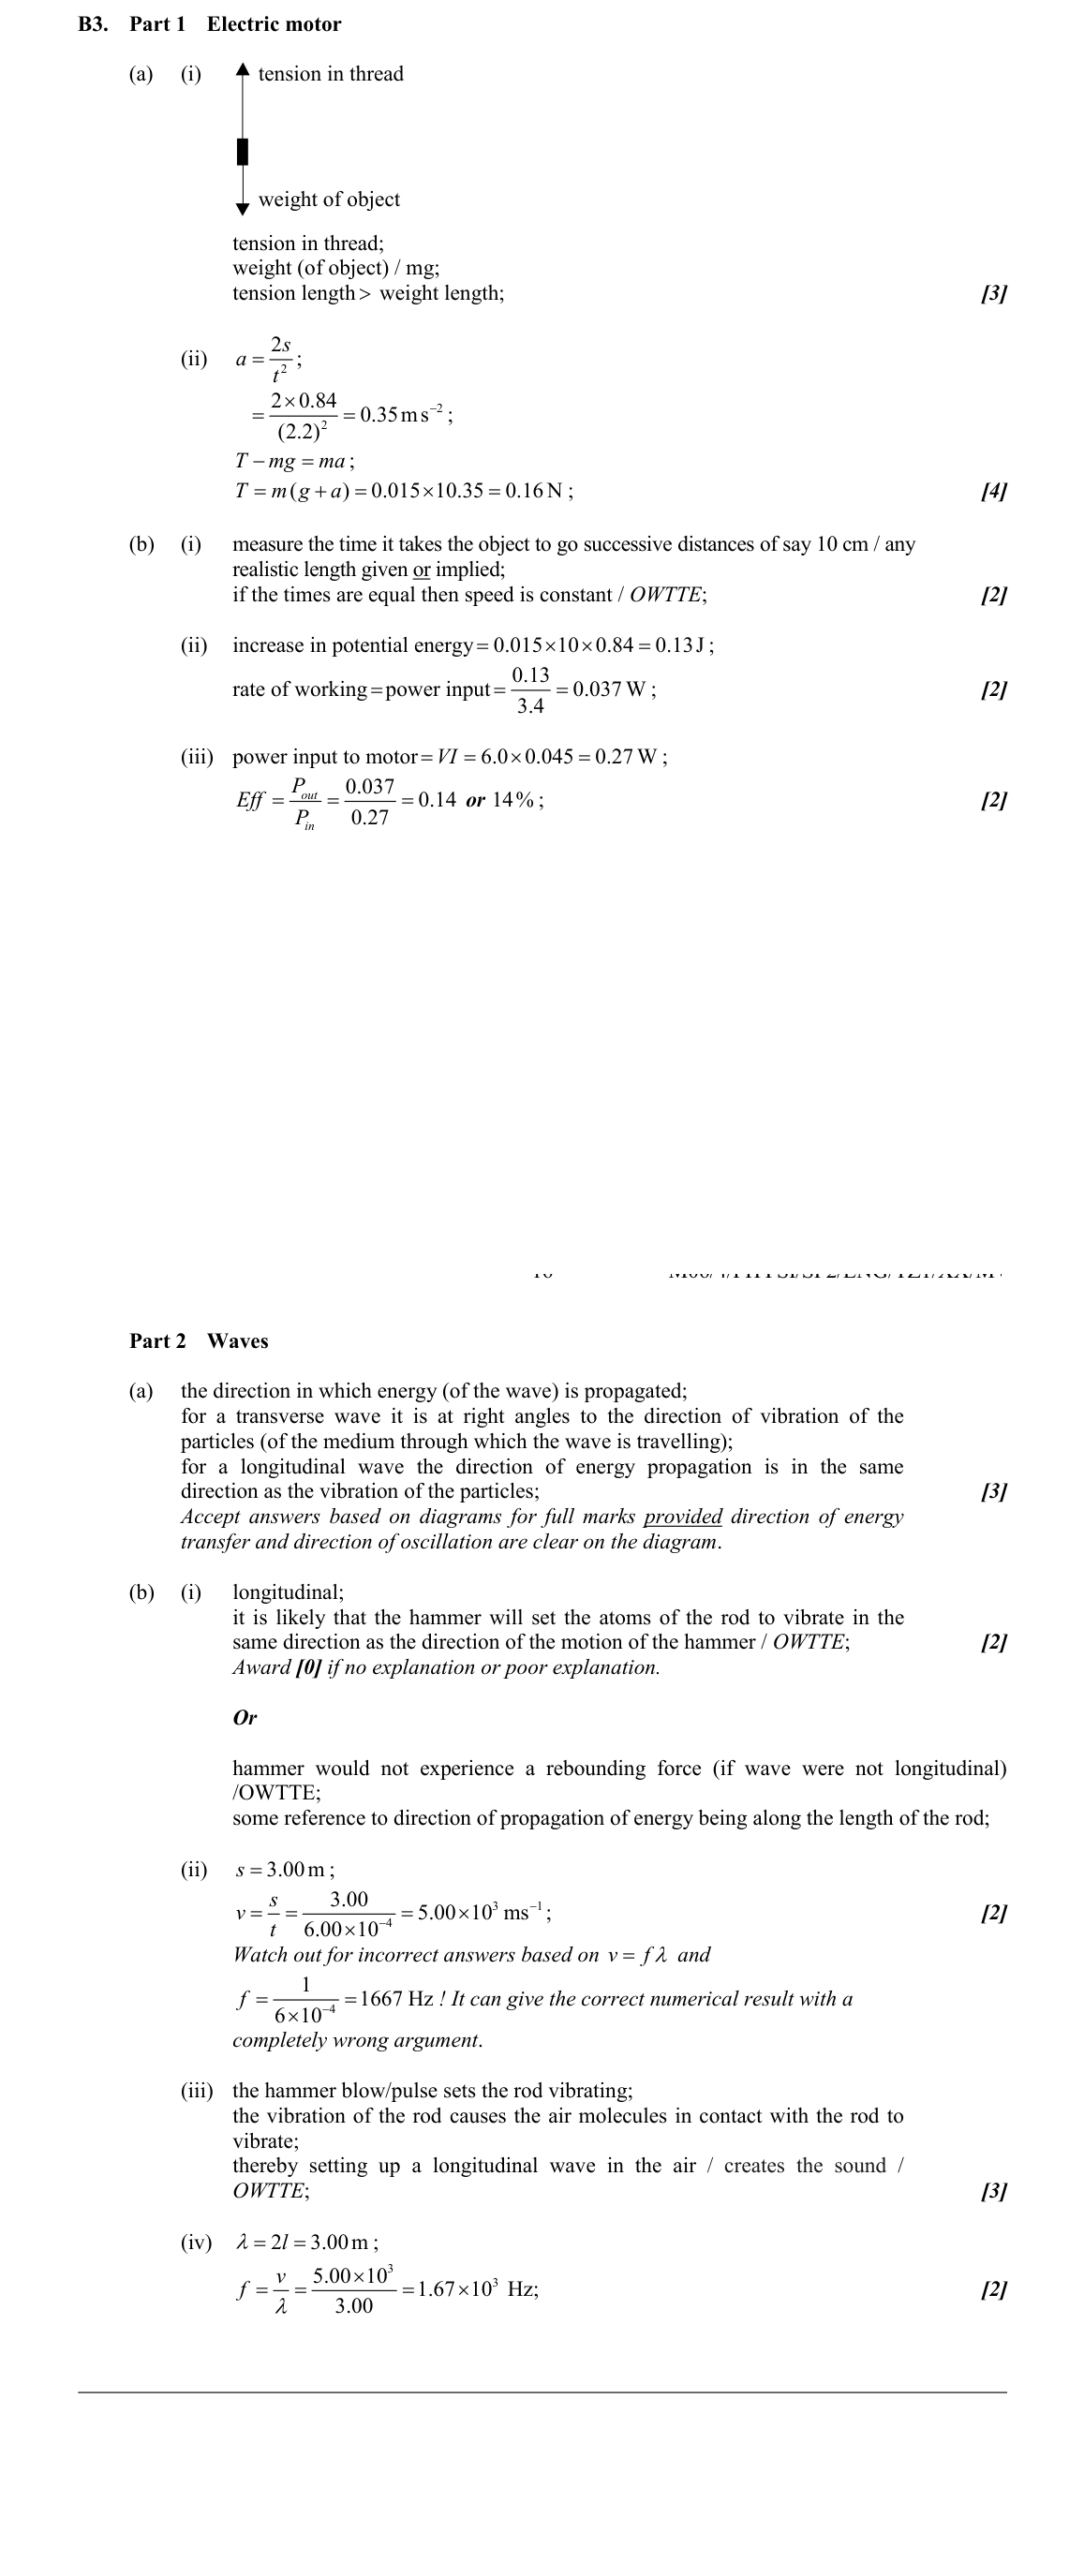 B3. Part 1 Electric motor
(a) (i) tension in thread
weight of object
tension in thread;
weight (of object) / mg;
tension length > weight length; [3]
(ii) a = 2s/t² ;
= 2×0.84/(2.2)² = 0.35 m s⁻² ;
T − mg = ma ;
T = m(g + a) = 0.015×10.35 = 0.16 N ; [4]
(b) (i) measure the time it takes the object to go successive distances of say 10 cm / any
realistic length given or implied;
if the times are equal then speed is constant / OWTTE; [2]
(ii) increase in potential energy = 0.015×10×0.84 = 0.13 J ;
rate of working = power input = 0.13/3.4 = 0.037 W ; [2]
(iii) power input to motor = VI = 6.0×0.045 = 0.27 W ;
Eff = P_out/P_in = 0.037/0.27 = 0.14 or 14% ; [2]
Part 2 Waves
(a) the direction in which energy (of the wave) is propagated;
for a transverse wave it is at right angles to the direction of vibration of the
particles (of the medium through which the wave is travelling);
for a longitudinal wave the direction of energy propagation is in the same
direction as the vibration of the particles; [3]
Accept answers based on diagrams for full marks provided direction of energy
transfer and direction of oscillation are clear on the diagram.
(b) (i) longitudinal;
it is likely that the hammer will set the atoms of the rod to vibrate in the
same direction as the direction of the motion of the hammer / OWTTE; [2]
Award [0] if no explanation or poor explanation.
Or
hammer would not experience a rebounding force (if wave were not longitudinal)
/OWTTE;
some reference to direction of propagation of energy being along the length of the rod;
(ii) s = 3.00 m ;
v = s/t = 3.00/6.00×10⁻⁴ = 5.00×10³ ms⁻¹ ; [2]
Watch out for incorrect answers based on v = fλ and
f = 1/6×10⁻⁴ = 1667 Hz ! It can give the correct numerical result with a
completely wrong argument.
(iii) the hammer blow/pulse sets the rod vibrating;
the vibration of the rod causes the air molecules in contact with the rod to
vibrate;
thereby setting up a longitudinal wave in the air / creates the sound /
OWTTE; [3]
(iv) λ = 2l = 3.00 m ;
f = v/λ = 5.00×10³/3.00 = 1.67×10³ Hz; [2]